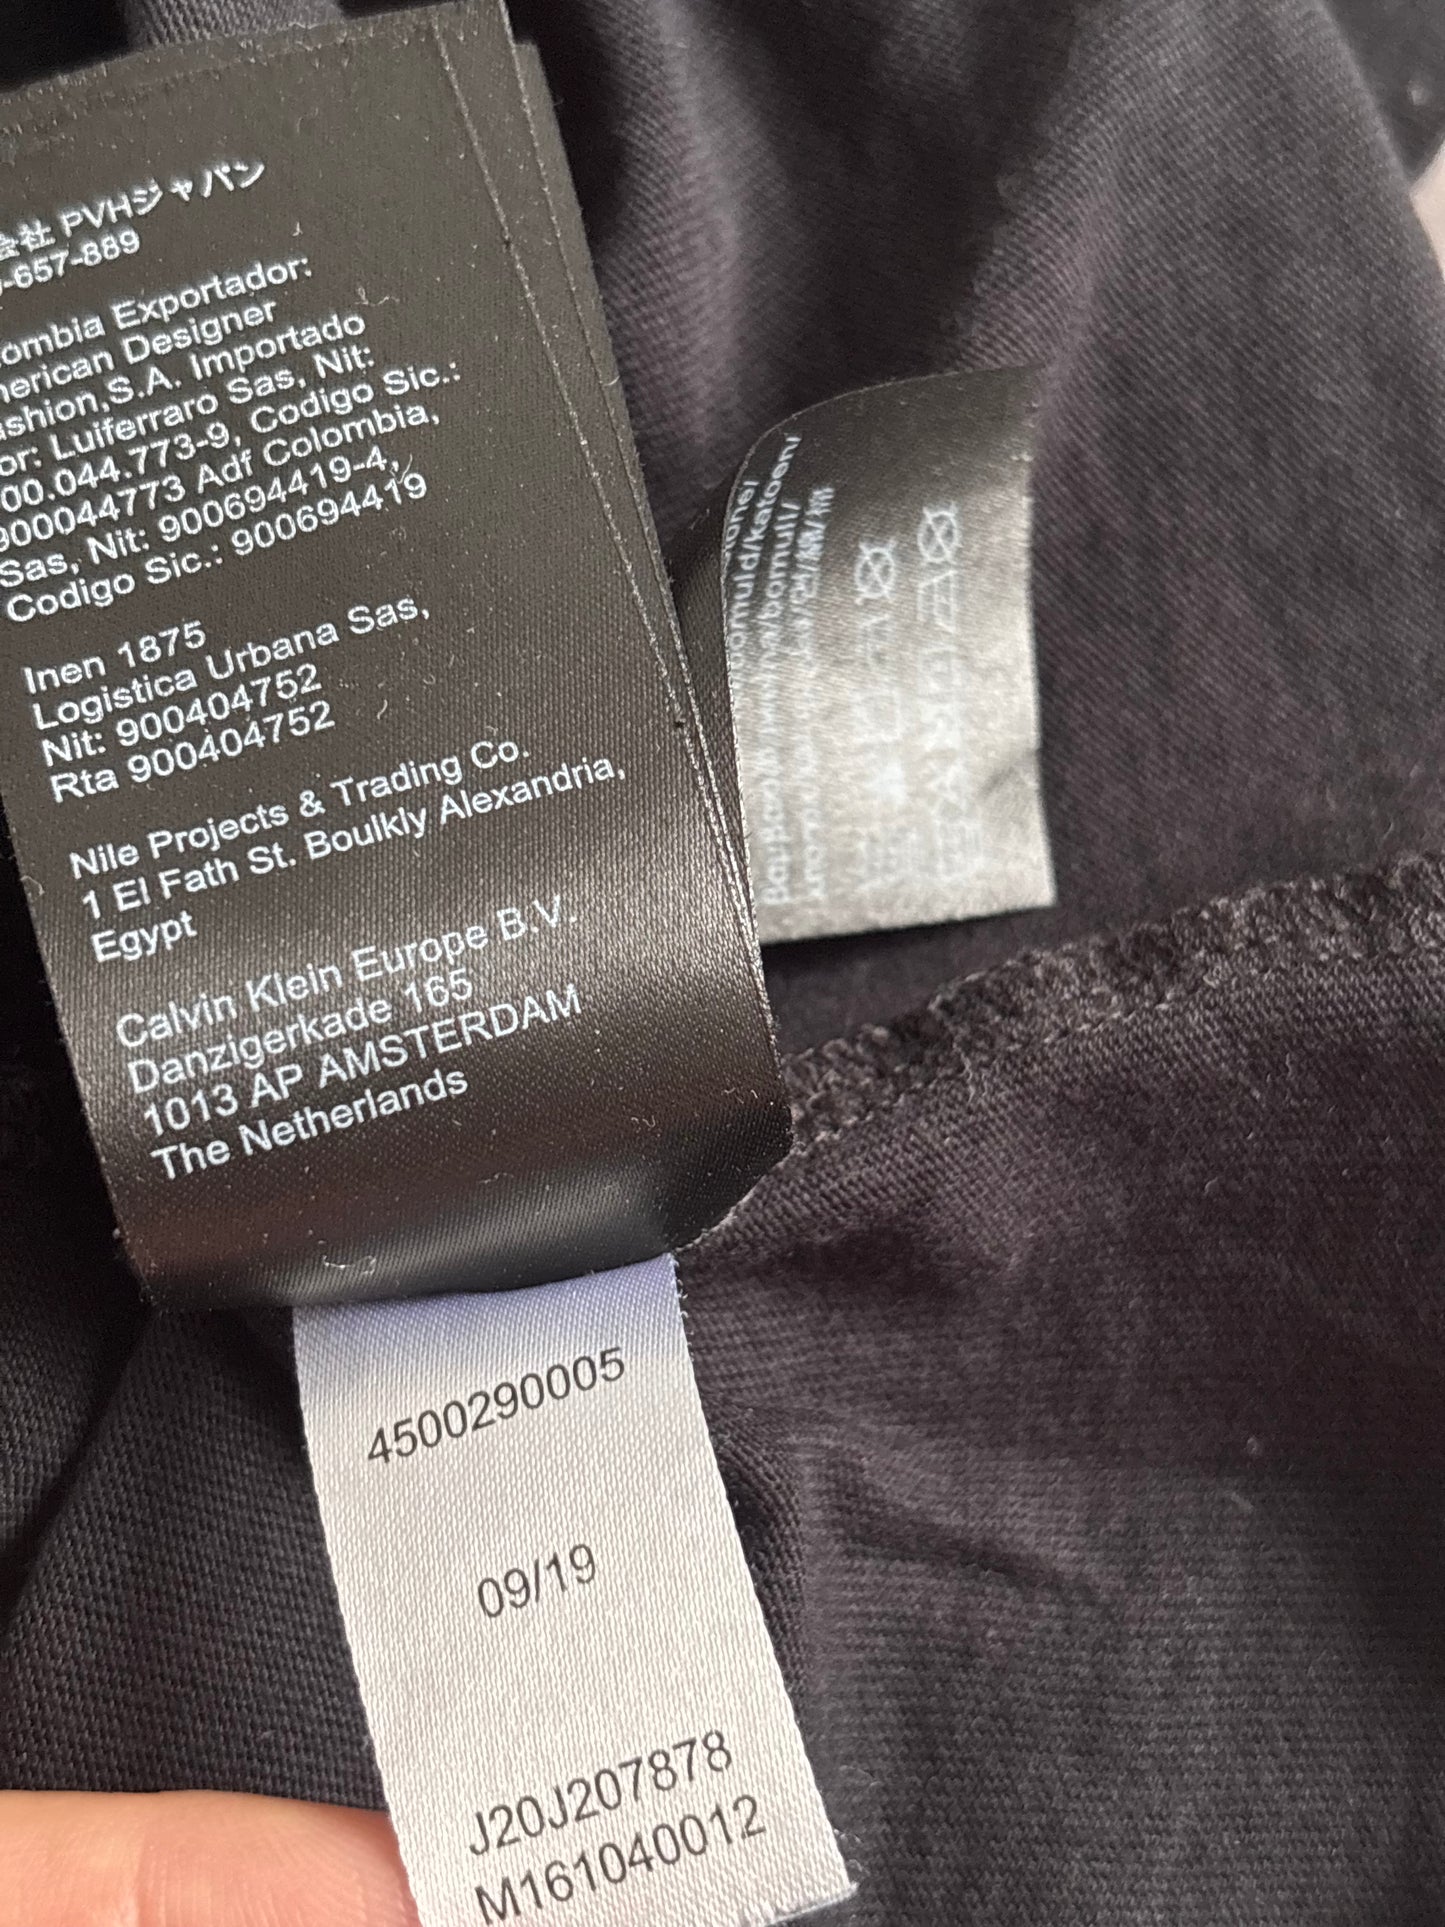 会社 PVHジャパン
-657-889
ombia Exportador:
merican Designer
ashion,S.A. Importado
or: Luiferraro Sas, Nit:
00.044.773-9, Codigo Sic.:
900044773 Adf Colombia,
Sas, Nit: 900694419-4,
Codigo Sic.: 900694419
Inen 1875
Logistica Urbana Sas,
Nit: 900404752
Rta 900404752
Nile Projects & Trading Co.
1 El Fath St. Boulkly Alexandria,
Egypt
Calvin Klein Europe B.V.
Danzigerkade 165
1013 AP AMSTERDAM
The Netherlands
katoen/
bomull/
4500290005
09/19
J20J207878
M161040012